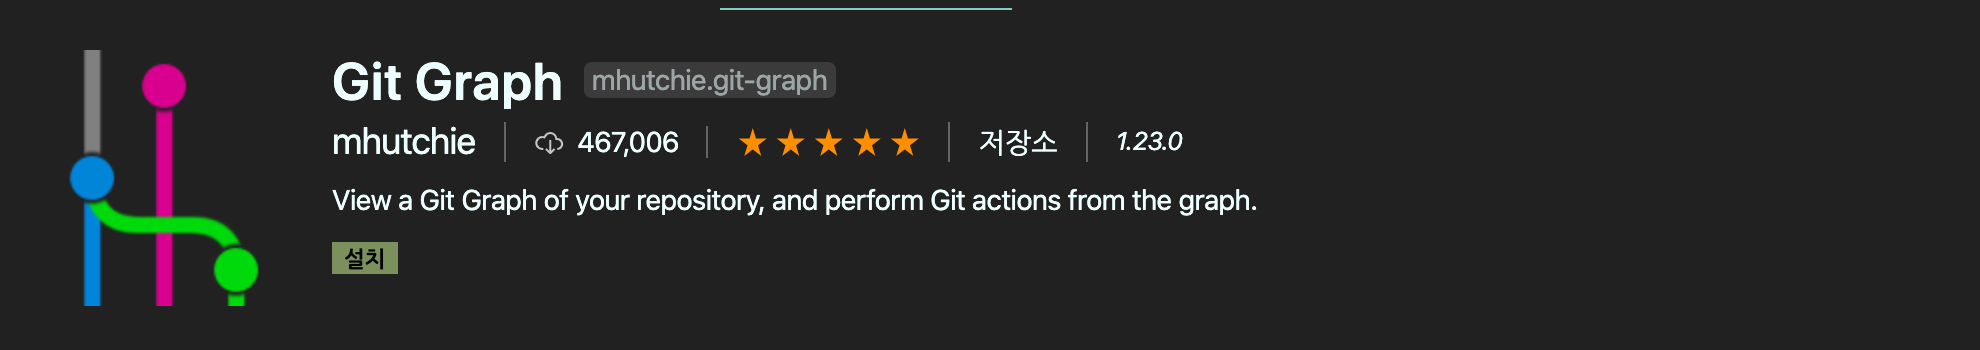 Git Graph mhutchie.git-graph
mhutchie 467,006 저장소 1.23.0
View a Git Graph of your repository, and perform Git actions from the graph.
설치